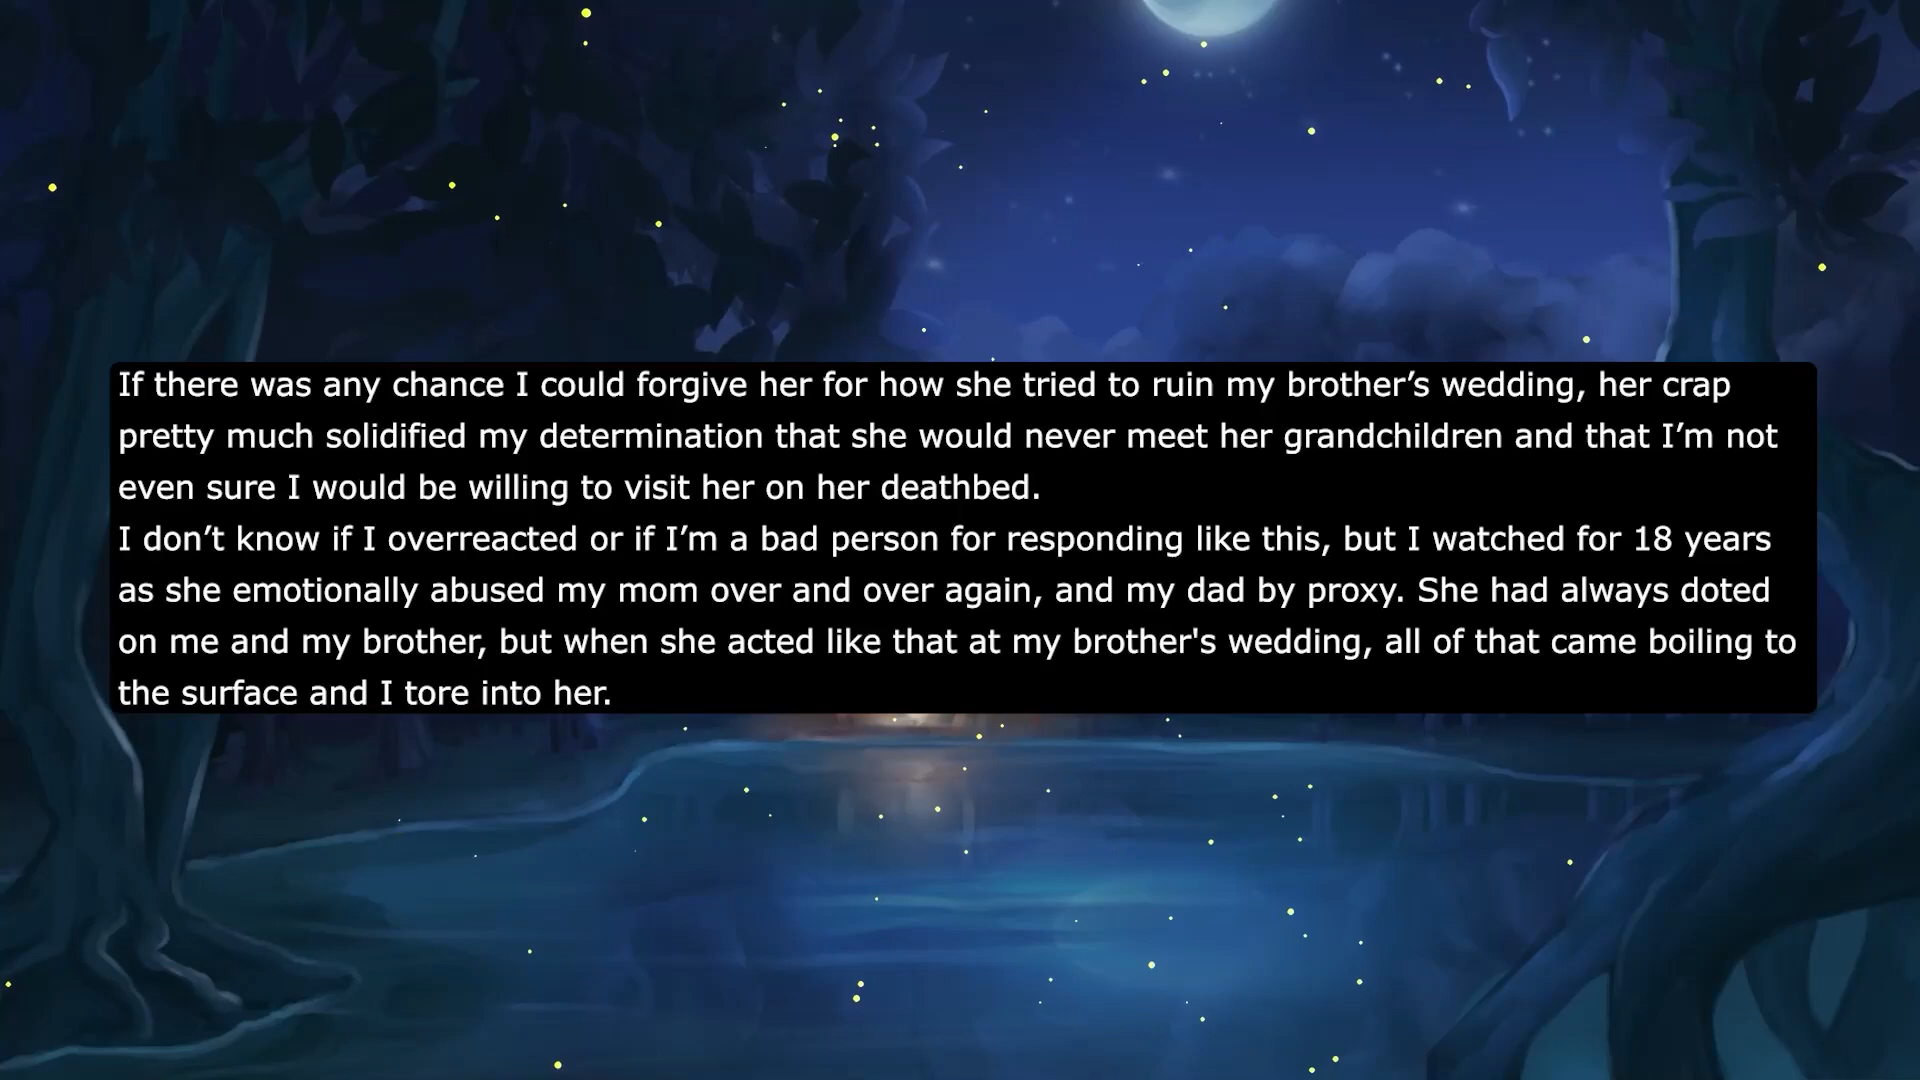 If there was any chance I could forgive her for how she tried to ruin my brother’s wedding, her crap
pretty much solidified my determination that she would never meet her grandchildren and that I’m not
even sure I would be willing to visit her on her deathbed.
I don’t know if I overreacted or if I’m a bad person for responding like this, but I watched for 18 years
as she emotionally abused my mom over and over again, and my dad by proxy. She had always doted
on me and my brother, but when she acted like that at my brother's wedding, all of that came boiling to
the surface and I tore into her.